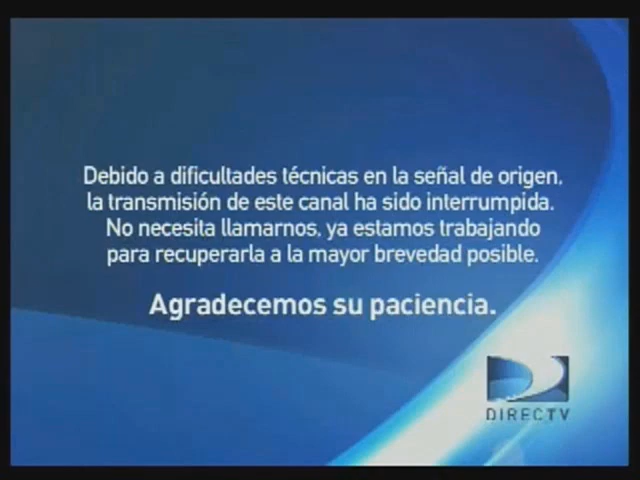 Debido a dificultades técnicas en la señal de origen,
la transmisión de este canal ha sido interrumpida.
No necesita llamarnos, ya estamos trabajando
para recuperarla a la mayor brevedad posible.
Agradecemos su paciencia.
DIRECTV